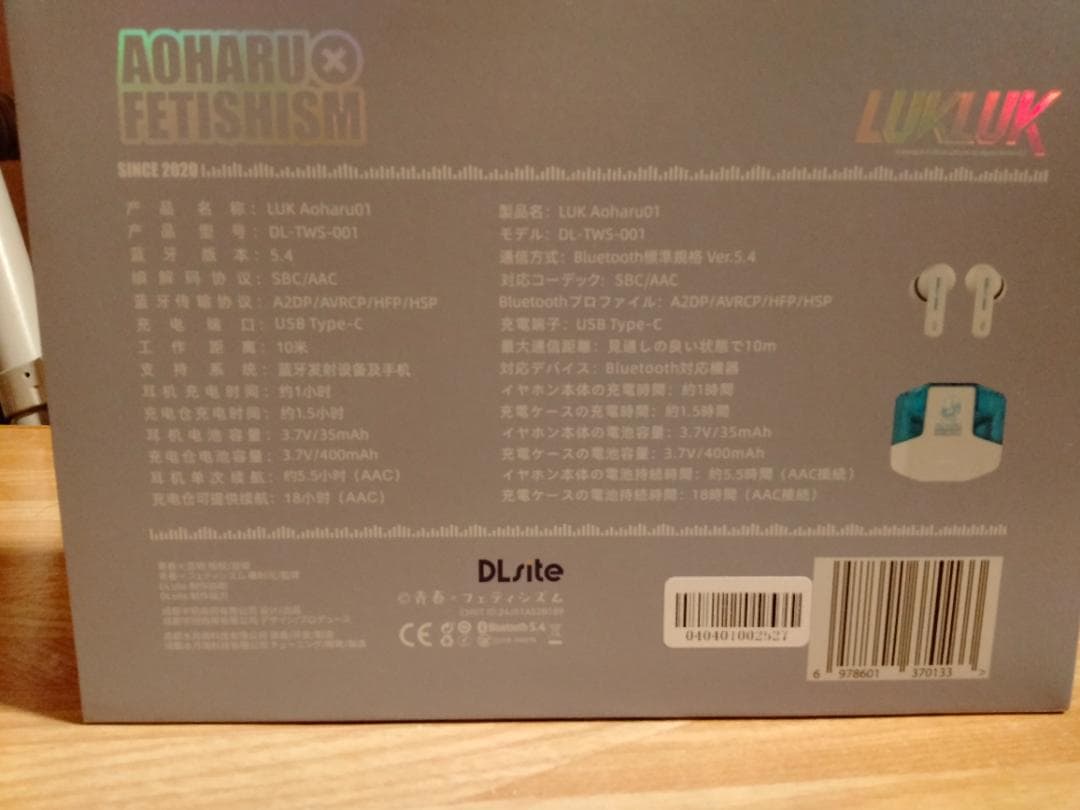 AOHARU×
FETISHISM
LUKLUK
SINCE 2020
产品名称：LUK Aoharu01
产品型号：DL-TWS-001
蓝牙版本：5.4
编解码协议：SBC/AAC
蓝牙传输协议：A2DP/AVRCP/HFP/HSP
充电端口：USB Type-C
工作距离：10米
支持系统：蓝牙发射设备及手机
耳机充电时间：约1小时
充电仓充电时间：约1.5小时
耳机电池容量：3.7V/35mAh
充电仓电池容量：3.7V/400mAh
耳机单次续航：约5.5小时（AAC）
充电仓可提供续航：18小时（AAC）
製品名：LUK Aoharu01
モデル：DL-TWS-001
通信方式：Bluetooth標準規格 Ver.5.4
対応コーデック：SBC/AAC
Bluetoothプロファイル：A2DP/AVRCP/HFP/HSP
充電端子：USB Type-C
最大通信距離：見通しの良い状態で10m
対応デバイス：Bluetooth対応機器
イヤホン本体の充電時間：約1時間
充電ケースの充電時間：約1.5時間
イヤホン本体の電池容量：3.7V/35mAh
充電ケースの電池容量：3.7V/400mAh
イヤホン本体の電池持続時間：約5.5時間（AAC接続）
充電ケースの電池持続時間：18時間（AAC接続）
DLsite
©青春×フェティシズム
CE Bluetooth 5.4
040401002527
6 978601 370133 >